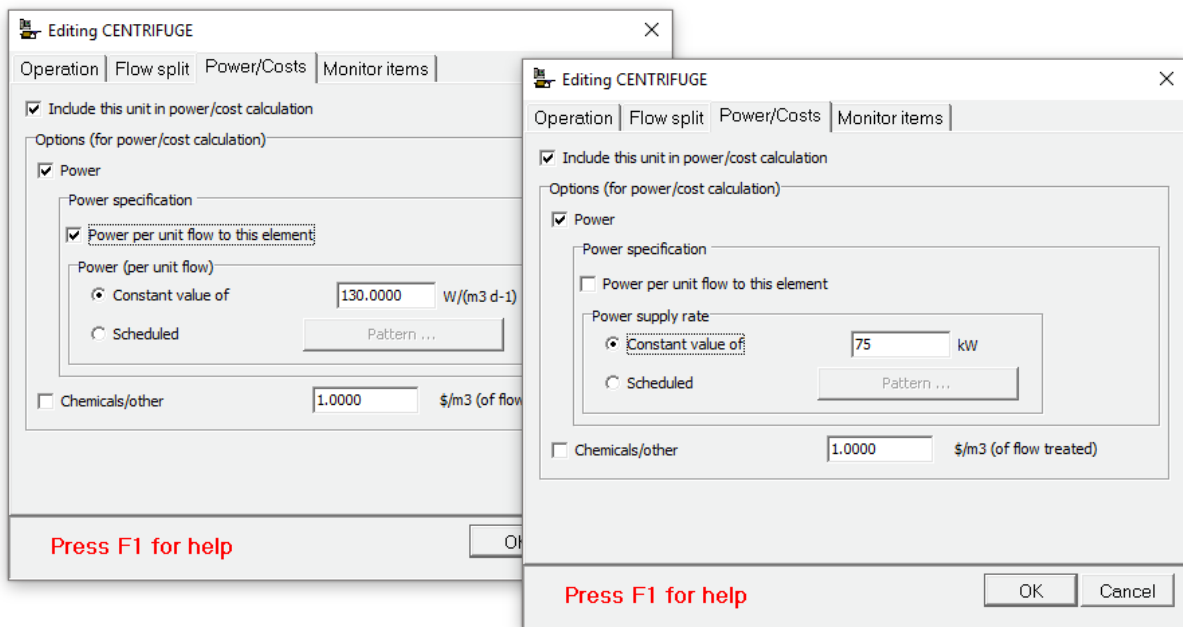 Editing CENTRIFUGE
Operation Flow split Power/Costs Monitor items
Include this unit in power/cost calculation
Options (for power/cost calculation)
Power
Power specification
Power per unit flow to this element
Power (per unit flow)
Constant value of 130.0000 W/(m3 d-1)
Scheduled Pattern ...
Chemicals/other 1.0000 $/m3 (of flow
Press F1 for help
Editing CENTRIFUGE
Operation Flow split Power/Costs Monitor items
Include this unit in power/cost calculation
Options (for power/cost calculation)
Power
Power specification
Power per unit flow to this element
Power supply rate
Constant value of 75 kW
Scheduled Pattern ...
Chemicals/other 1.0000 $/m3 (of flow treated)
Press F1 for help OK Cancel